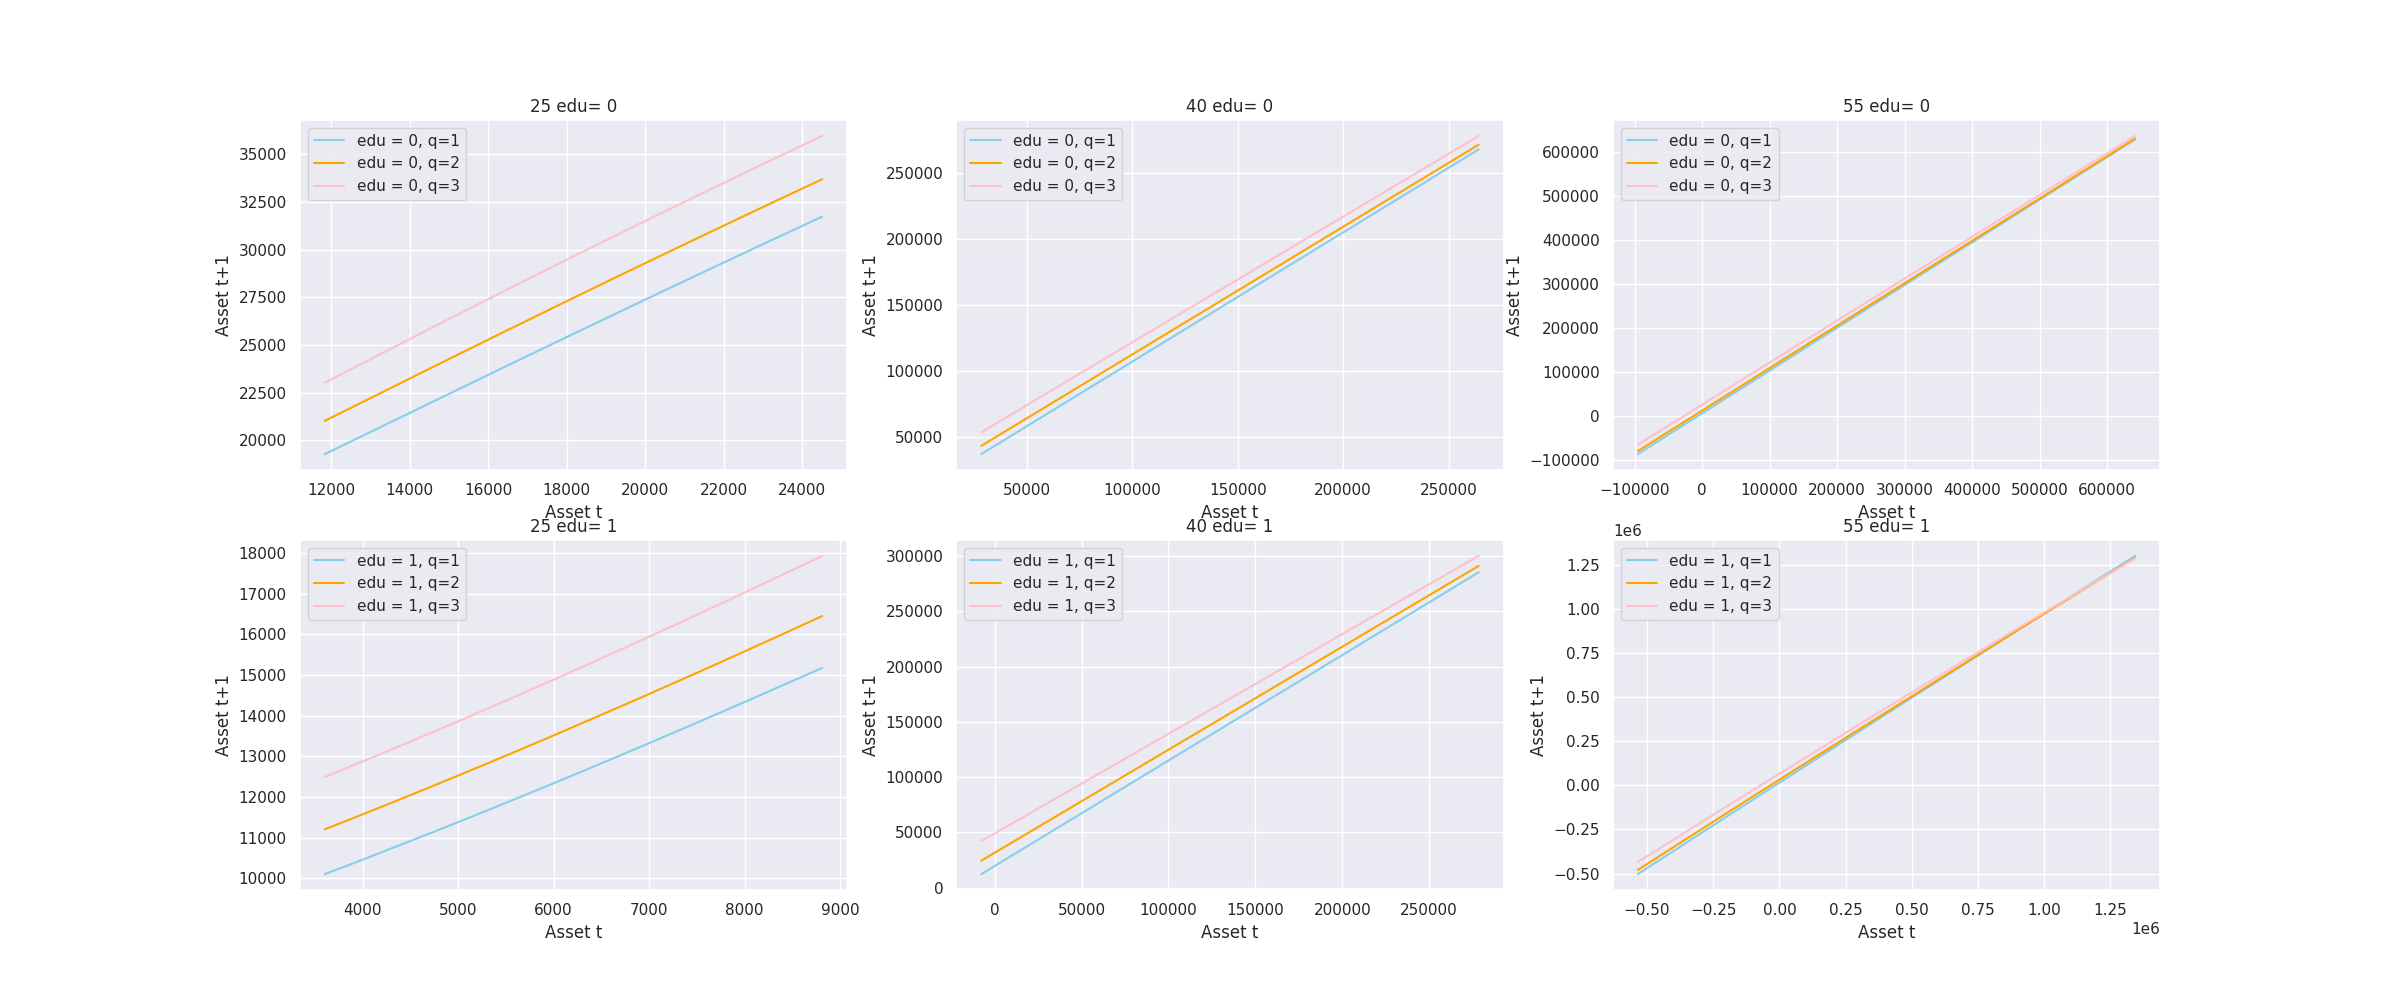 25 edu= 0
edu = 0, q=1
edu = 0, q=2
edu = 0, q=3
35000
32500
30000
27500
25000
22500
20000
Asset t+1
12000 14000 16000 18000 20000 22000 24000
Asset t
40 edu= 0
edu = 0, q=1
edu = 0, q=2
edu = 0, q=3
250000
200000
150000
100000
50000
Asset t+1
50000 100000 150000 200000 250000
Asset t
55 edu= 0
edu = 0, q=1
edu = 0, q=2
edu = 0, q=3
600000
500000
400000
300000
200000
100000
0
−100000
Asset t+1
−100000 0 100000 200000 300000 400000 500000 600000
Asset t
25 edu= 1
edu = 1, q=1
edu = 1, q=2
edu = 1, q=3
18000
17000
16000
15000
14000
13000
12000
11000
10000
Asset t+1
4000 5000 6000 7000 8000 9000
Asset t
40 edu= 1
edu = 1, q=1
edu = 1, q=2
edu = 1, q=3
300000
250000
200000
150000
100000
50000
0
Asset t+1
0 50000 100000 150000 200000 250000
Asset t
55 edu= 1
1e6
edu = 1, q=1
edu = 1, q=2
edu = 1, q=3
1.25
1.00
0.75
0.50
0.25
0.00
−0.25
−0.50
Asset t+1
−0.50 −0.25 0.00 0.25 0.50 0.75 1.00 1.25
1e6
Asset t